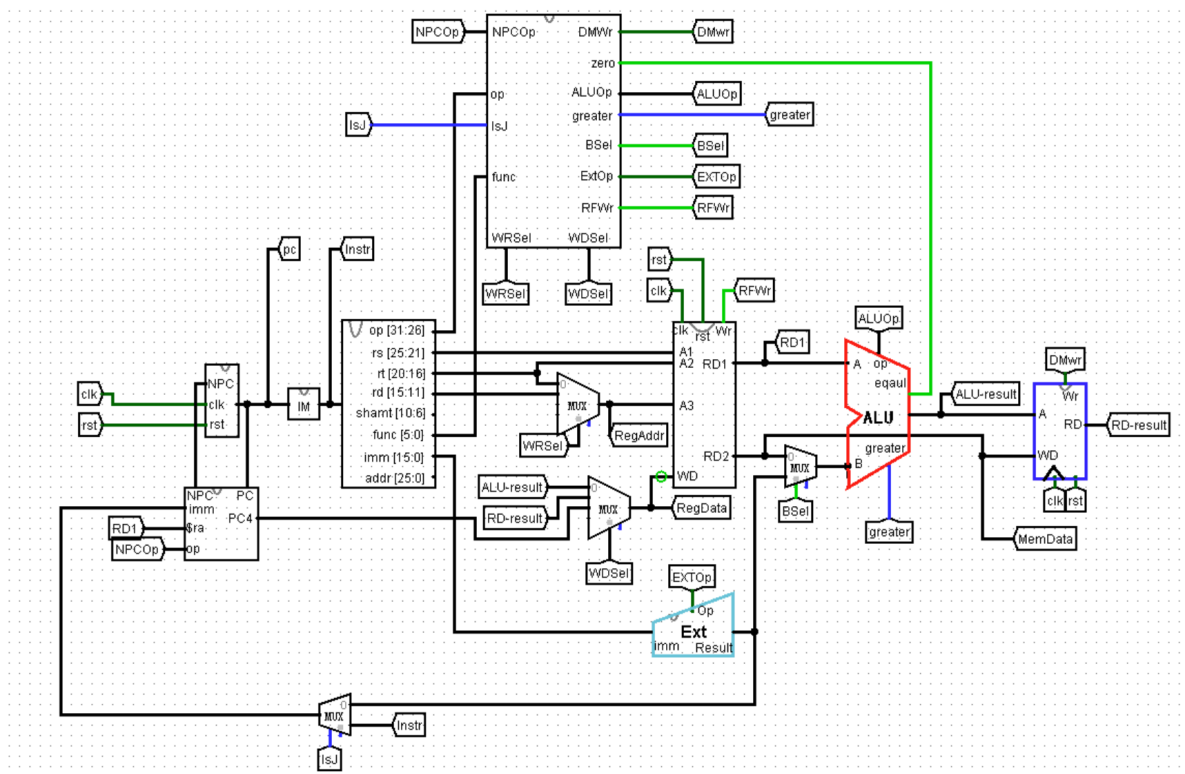 NPCOp NPCOp DMWr DMwr
zero
op ALUOp ALUOp
IsJ IsJ greater greater
BSel BSel
ExtOp EXTOp
func RFWr RFWr
WRSel WDSel
WRSel WDSel
pc Instr
rst
clk RFWr
clk rst Wr
op [31:26]
rs [25:21] A1
rt [20:16] A2 RD1 RD1
rd [15:11] 0 MUX A3
shamt [10:6] WRSel RegAddr
func [5:0]
imm [15:0] RD2
addr [25:0] WD
clk NPC
rst clk
rst
IM
ALUOp
A op
eqaul
ALU
greater
B
greater
ALU-result
DMwr
Wr
A
RD RD-result
WD
clk rst
MemData
0
MUX
BSel
NPC PC
imm PC4
RD1 $ra
NPCOp op
ALU-result 0
RD-result MUX RegData
WDSel
EXTOp
Op
Ext
imm Result
0
MUX Instr
IsJ